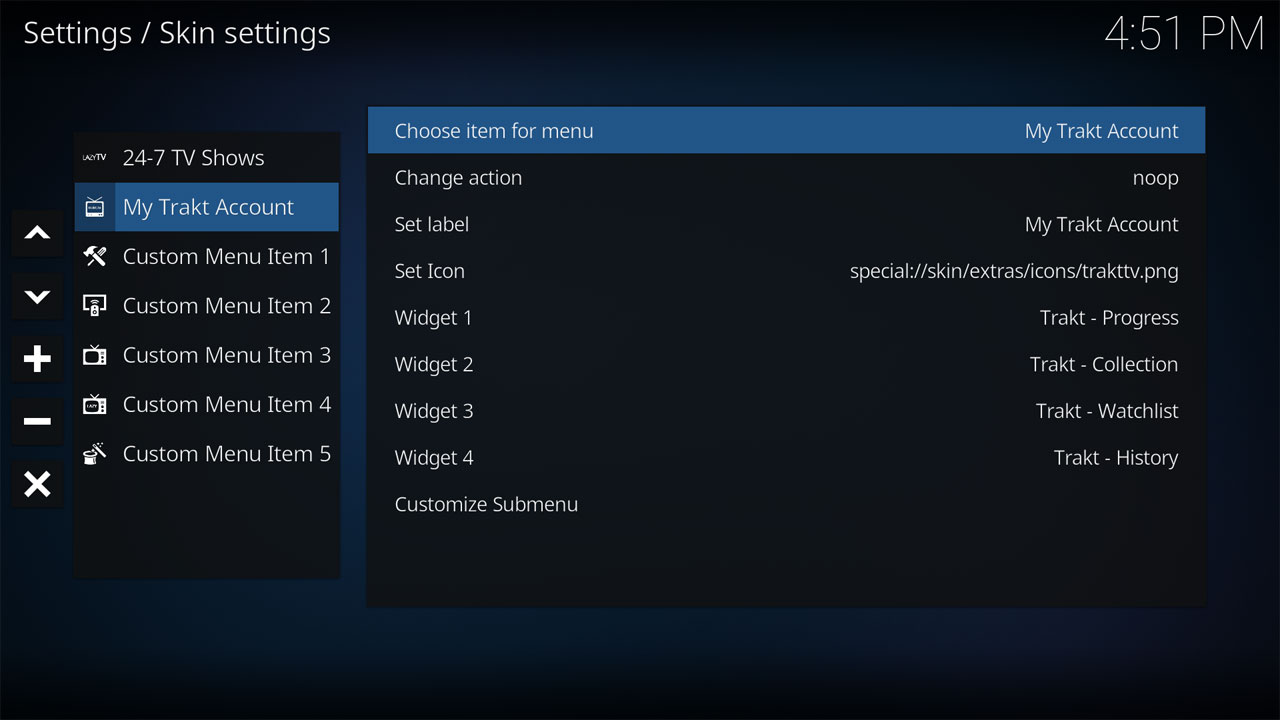 Settings / Skin settings
4:51 PM
LAZYTV 24-7 TV Shows
My Trakt Account
Custom Menu Item 1
Custom Menu Item 2
Custom Menu Item 3
LAZY Custom Menu Item 4
Custom Menu Item 5
Choose item for menu My Trakt Account
Change action noop
Set label My Trakt Account
Set Icon special://skin/extras/icons/trakttv.png
Widget 1 Trakt - Progress
Widget 2 Trakt - Collection
Widget 3 Trakt - Watchlist
Widget 4 Trakt - History
Customize Submenu